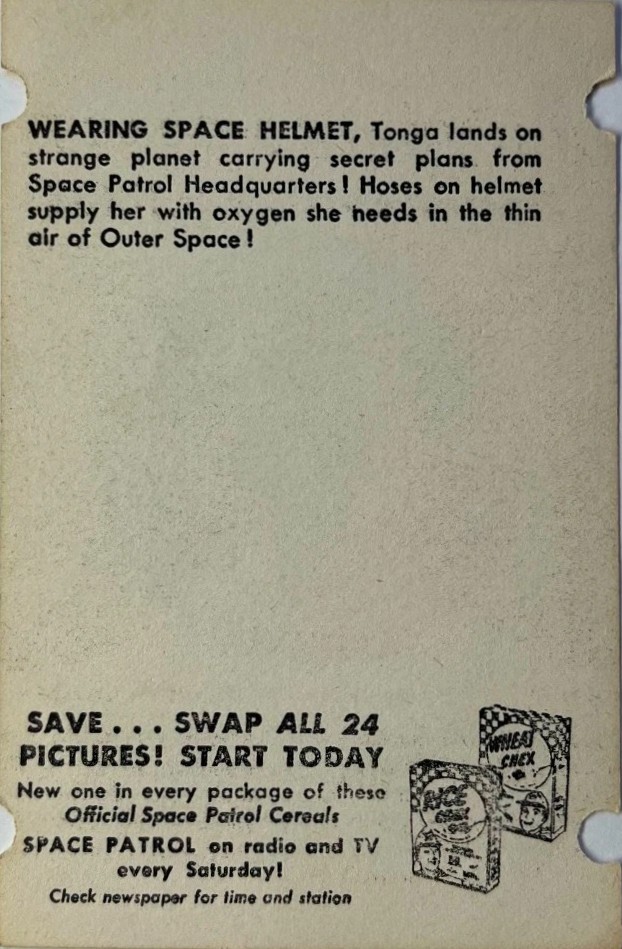 WEARING SPACE HELMET, Tonga lands on
strange planet carrying secret plans from
Space Patrol Headquarters! Hoses on helmet
supply her with oxygen she needs in the thin
air of Outer Space!
SAVE... SWAP ALL 24
PICTURES! START TODAY
New one in every package of these
Official Space Patrol Cereals
SPACE PATROL on radio and TV
every Saturday!
Check newspaper for time and station
WHEAT
CHEX
RICE
CHEX